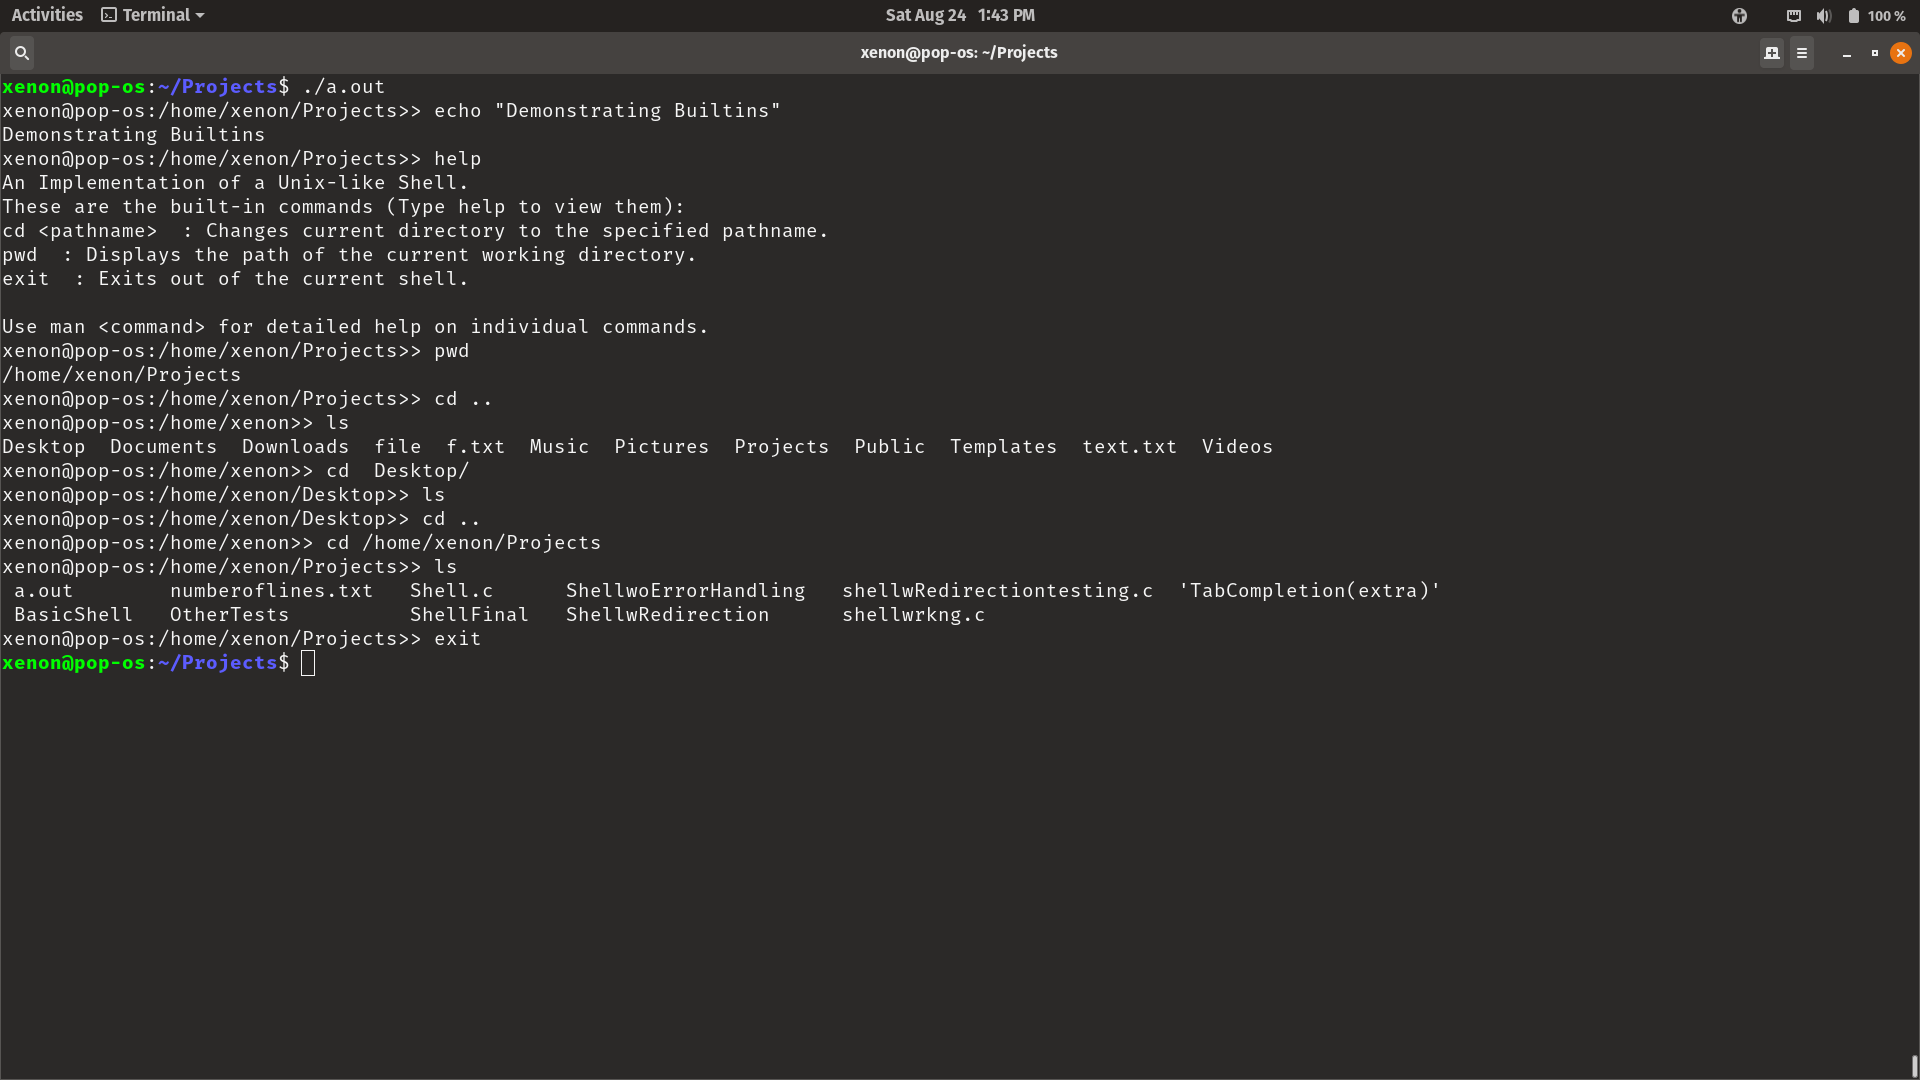 Activities Terminal Sat Aug 24 1:43 PM 100 %
xenon@pop-os: ~/Projects
xenon@pop-os:~/Projects$ ./a.out
xenon@pop-os:/home/xenon/Projects>> echo "Demonstrating Builtins"
Demonstrating Builtins
xenon@pop-os:/home/xenon/Projects>> help
An Implementation of a Unix-like Shell.
These are the built-in commands (Type help to view them):
cd <pathname>  : Changes current directory to the specified pathname.
pwd  : Displays the path of the current working directory.
exit  : Exits out of the current shell.

Use man <command> for detailed help on individual commands.
xenon@pop-os:/home/xenon/Projects>> pwd
/home/xenon/Projects
xenon@pop-os:/home/xenon/Projects>> cd ..
xenon@pop-os:/home/xenon>> ls
Desktop  Documents  Downloads  file  f.txt  Music  Pictures  Projects  Public  Templates  text.txt  Videos
xenon@pop-os:/home/xenon>> cd  Desktop/
xenon@pop-os:/home/xenon/Desktop>> ls
xenon@pop-os:/home/xenon/Desktop>> cd ..
xenon@pop-os:/home/xenon>> cd /home/xenon/Projects
xenon@pop-os:/home/xenon/Projects>> ls
 a.out        numberoflines.txt   Shell.c      ShellwoErrorHandling   shellwRedirectiontesting.c  'TabCompletion(extra)'
 BasicShell   OtherTests          ShellFinal   ShellwRedirection      shellwrkng.c
xenon@pop-os:/home/xenon/Projects>> exit
xenon@pop-os:~/Projects$